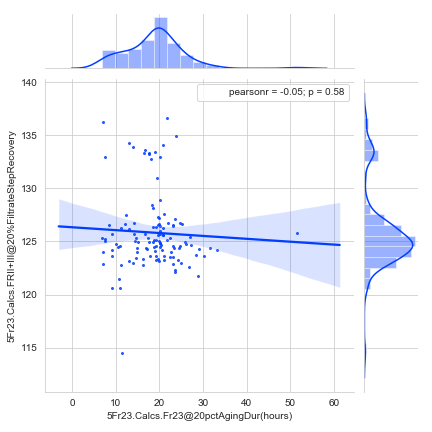 pearsonr = -0.05; p = 0.58
140
135
130
125
120
115
5Fr23.Calcs.FRII+III@20%FiltrateStepRecovery
0 10 20 30 40 50 60
5Fr23.Calcs.Fr23@20pctAgingDur(hours)